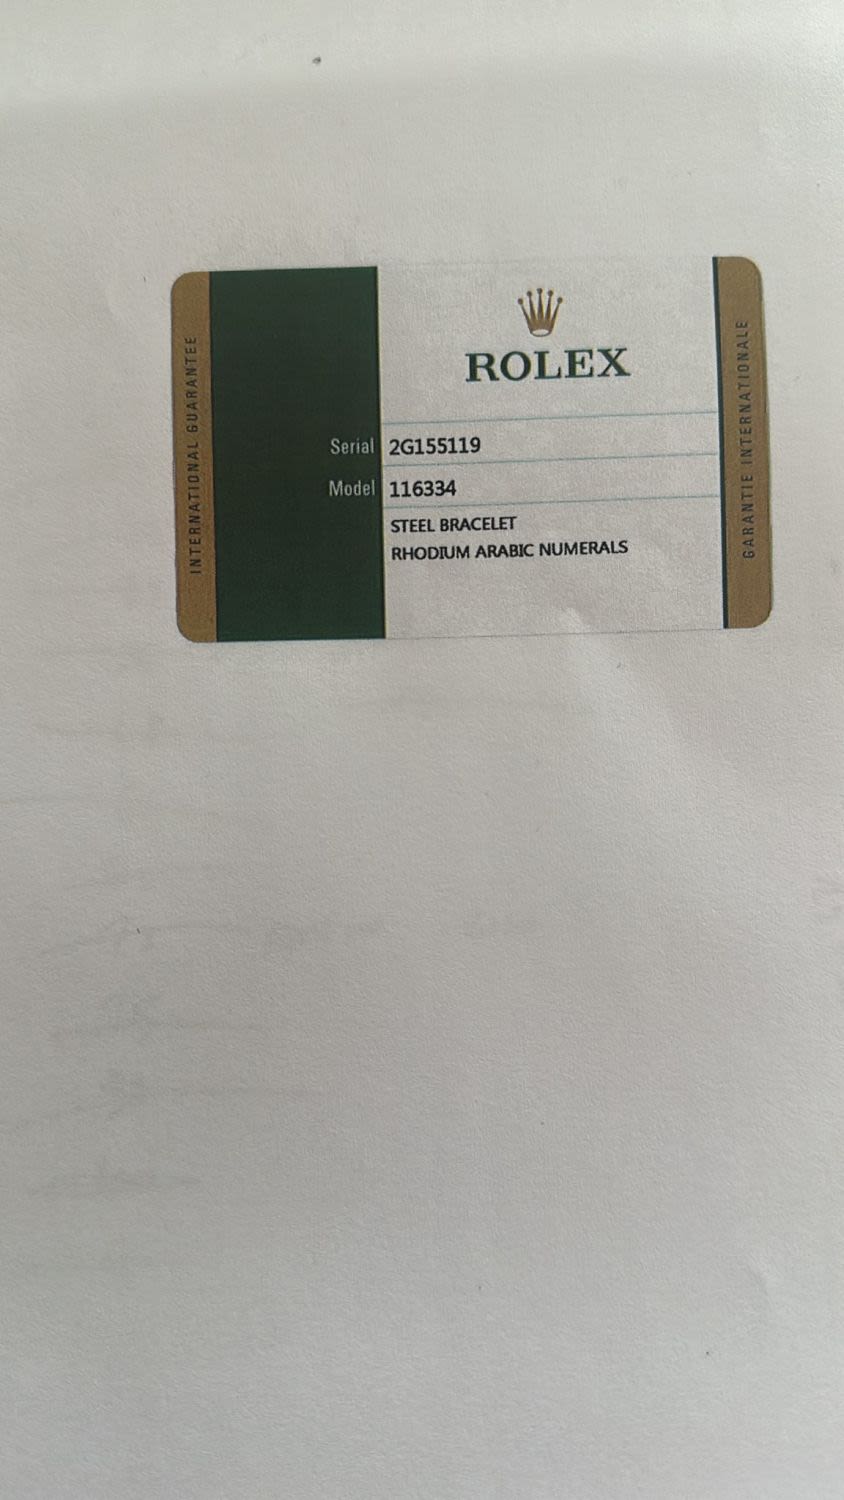 INTERNATIONAL GUARANTEE
ROLEX
Serial 2G155119
Model 116334
STEEL BRACELET
RHODIUM ARABIC NUMERALS
GARANTIE INTERNATIONALE